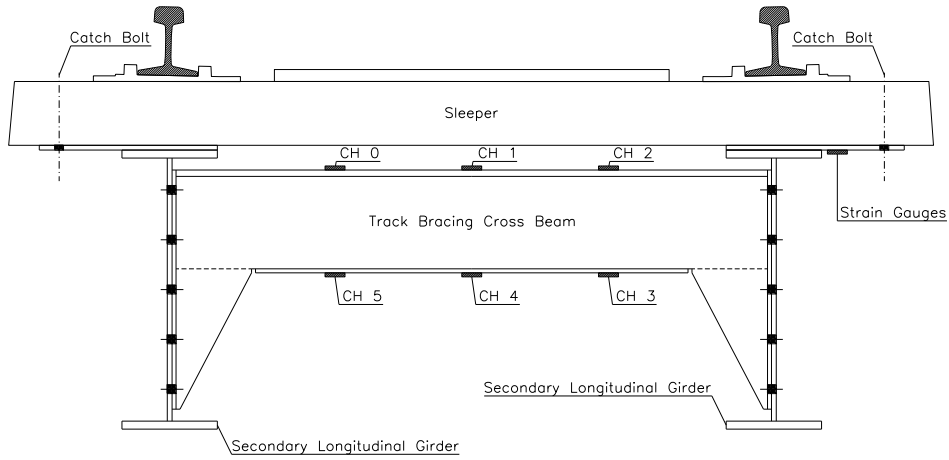 Catch Bolt
Catch Bolt
Sleeper
CH 0
CH 1
CH 2
Strain Gauges
Track Bracing Cross Beam
CH 5
CH 4
CH 3
Secondary Longitudinal Girder
Secondary Longitudinal Girder